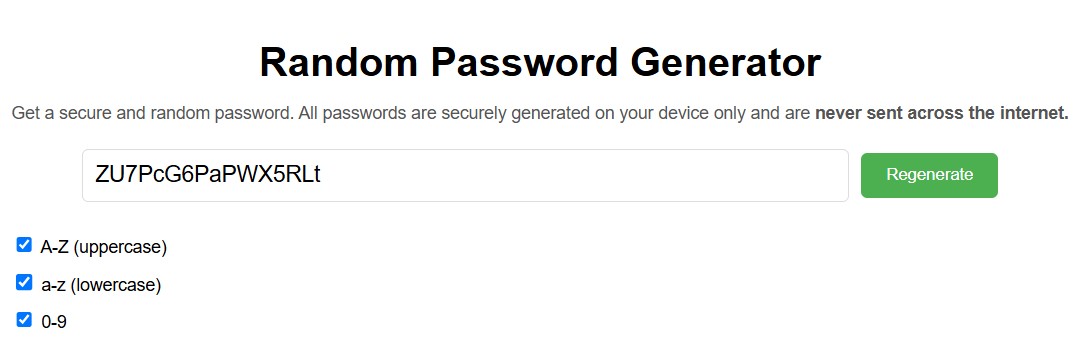 Random Password Generator
Get a secure and random password. All passwords are securely generated on your device only and are never sent across the internet.
ZU7PcG6PaPWX5RLt
Regenerate
A-Z (uppercase)
a-z (lowercase)
0-9